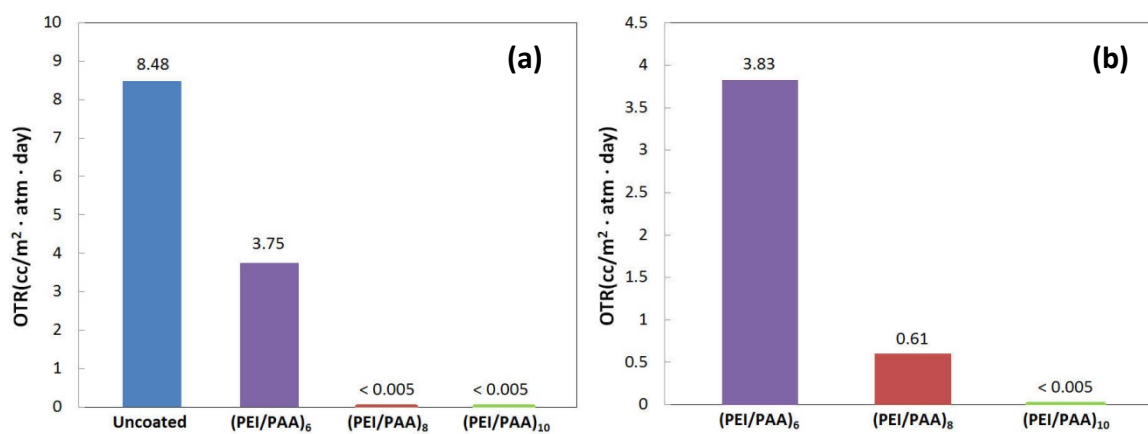 (a)
OTR(cc/m² · atm · day)
10
9
8
7
6
5
4
3
2
1
0
8.48
3.75
< 0.005
< 0.005
Uncoated
(PEI/PAA)₆
(PEI/PAA)₈
(PEI/PAA)₁₀
(b)
OTR(cc/m² · atm · day)
4.5
4
3.5
3
2.5
2
1.5
1
0.5
0
3.83
0.61
< 0.005
(PEI/PAA)₆
(PEI/PAA)₈
(PEI/PAA)₁₀